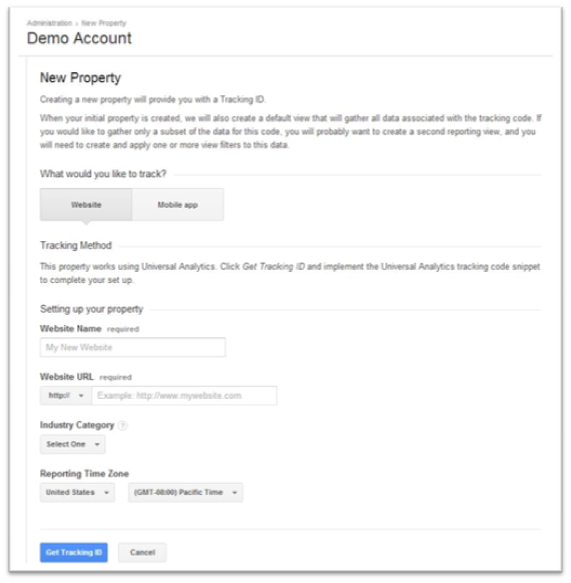 Administration > New Property
Demo Account
New Property
Creating a new property will provide you with a Tracking ID.
When your initial property is created, we will also create a default view that will gather all data associated with the tracking code. If
you would like to gather only a subset of the data for this code, you will probably want to create a second reporting view, and you
will need to create and apply one or more view filters to this data.
What would you like to track?
Website Mobile app
Tracking Method
This property works using Universal Analytics. Click Get Tracking ID and implement the Universal Analytics tracking code snippet
to complete your set up.
Setting up your property
Website Name required
My New Website
Website URL required
http:// Example: http://www.mywebsite.com
Industry Category ?
Select One
Reporting Time Zone
United States (GMT-08:00) Pacific Time
Get Tracking ID Cancel